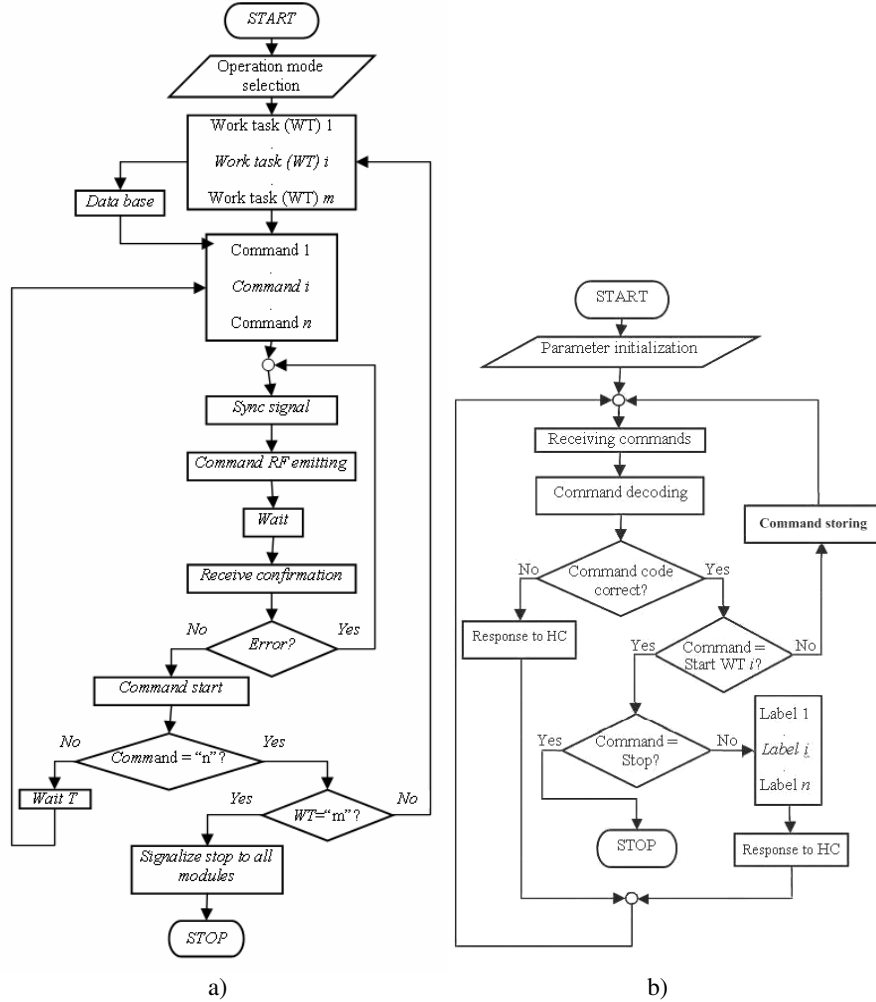 START
Operation mode
selection
Work task (WT) 1
.
Work task (WT) i
.
Work task (WT) m
Data base
Command 1
.
Command i
.
Command n
Sync signal
Command RF emitting
Wait
Receive confirmation
No
Error?
Yes
Command start
No
Command = “n”?
Yes
Wait T
Yes
WT=“m”?
No
Signalize stop to all
modules
STOP
a)
START
Parameter initialization
Receiving commands
Command decoding
Command storing
No
Command code
correct?
Yes
Response to HC
Yes
Command =
Start WT i?
No
Yes
Command =
Stop?
No
Label 1
.
Label i
.
Label n
STOP
Response to HC
b)